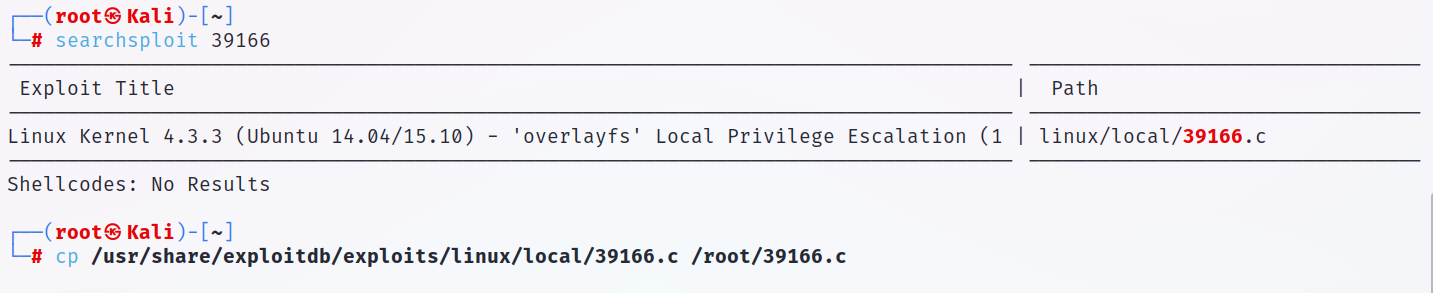 ┌──(root㉿Kali)-[~]
└─# searchsploit 39166
Exploit Title | Path
Linux Kernel 4.3.3 (Ubuntu 14.04/15.10) - 'overlayfs' Local Privilege Escalation (1 | linux/local/39166.c
Shellcodes: No Results
┌──(root㉿Kali)-[~]
└─# cp /usr/share/exploitdb/exploits/linux/local/39166.c /root/39166.c